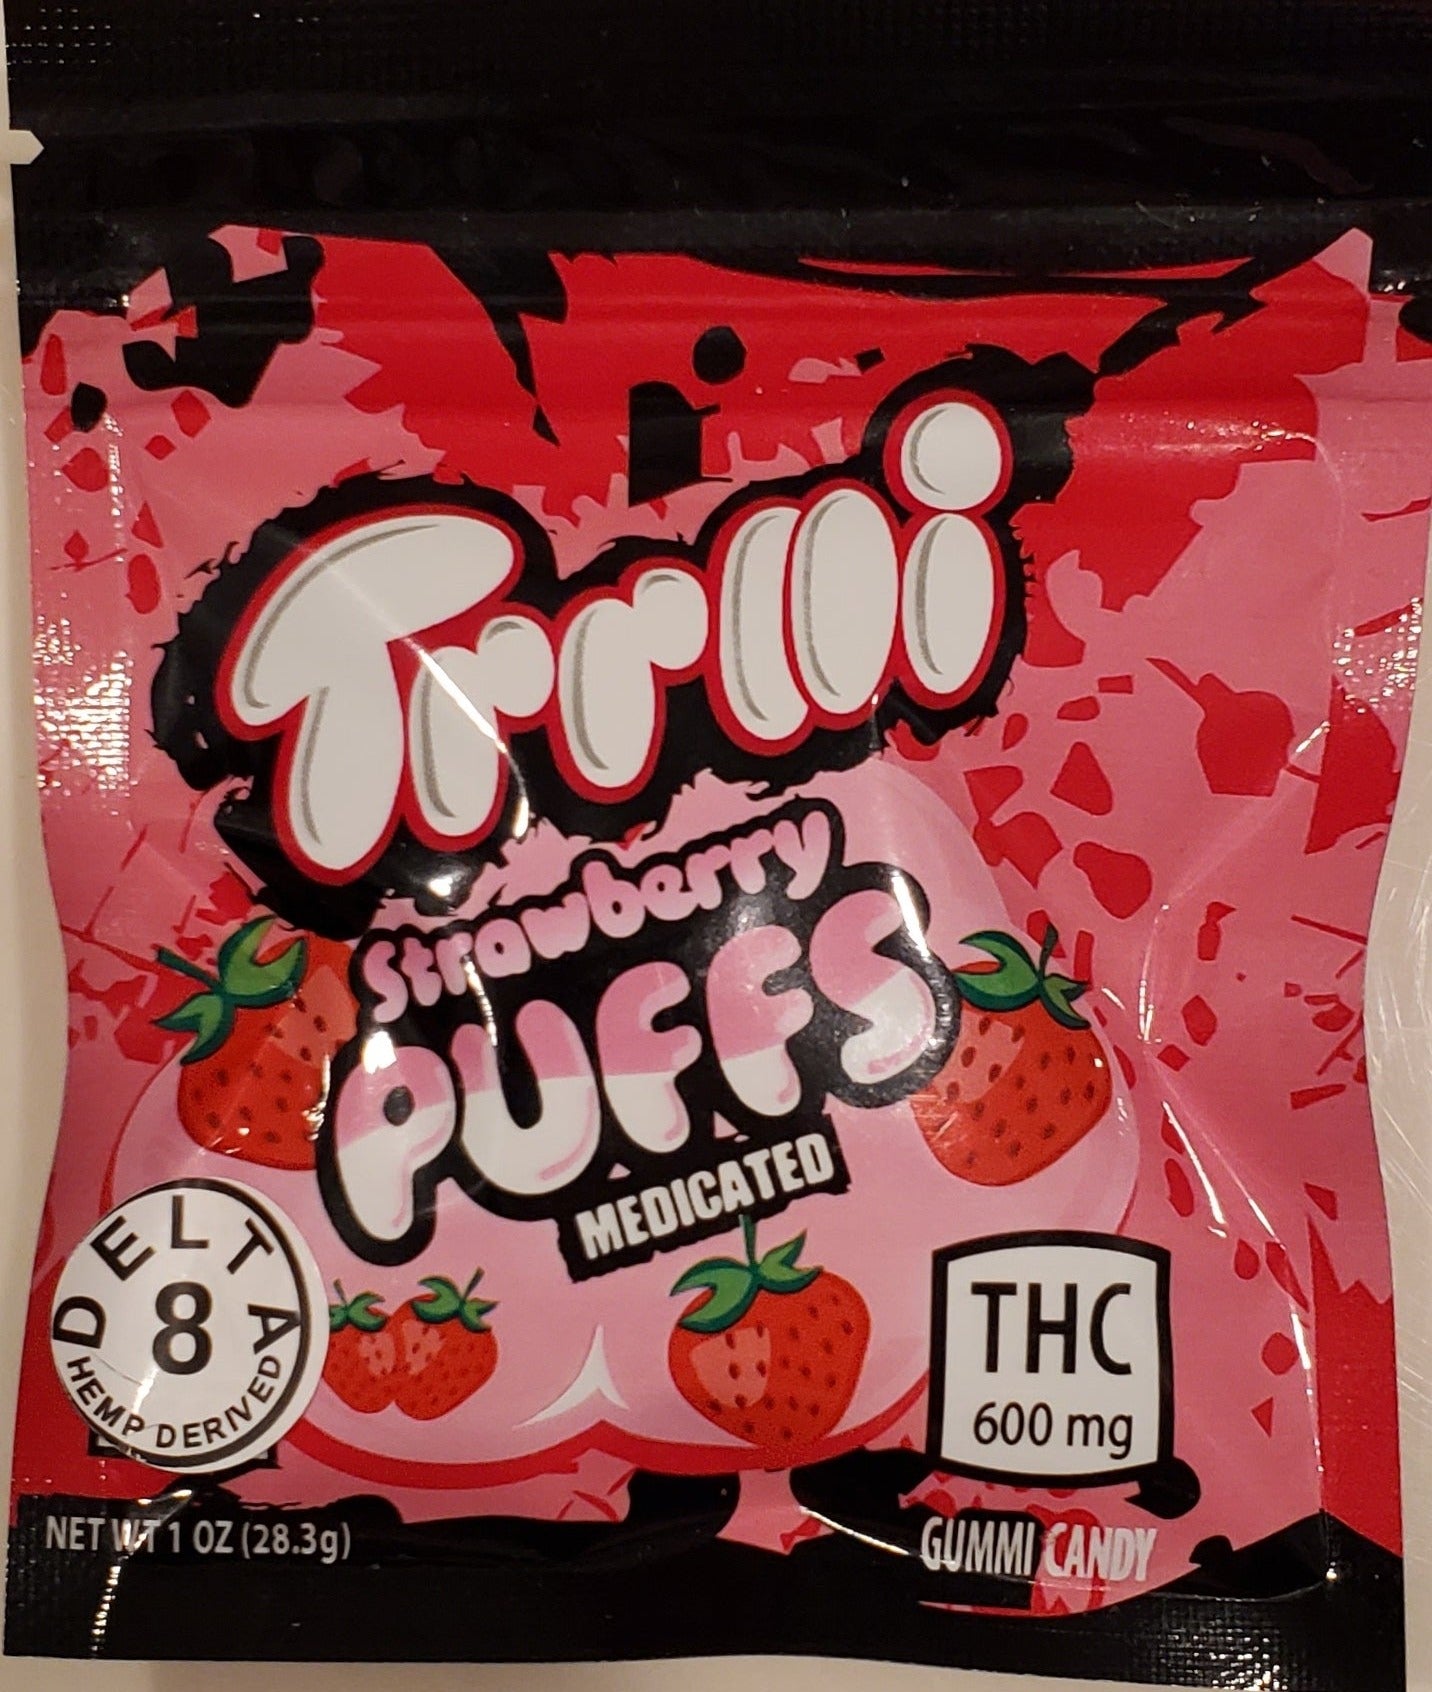 Trrlli
Strawberry
PUFFS
MEDICATED
DELTA
8
HEMP DERIVED
THC
600 mg
NET WT 1 OZ (28.3g)
GUMMI CANDY